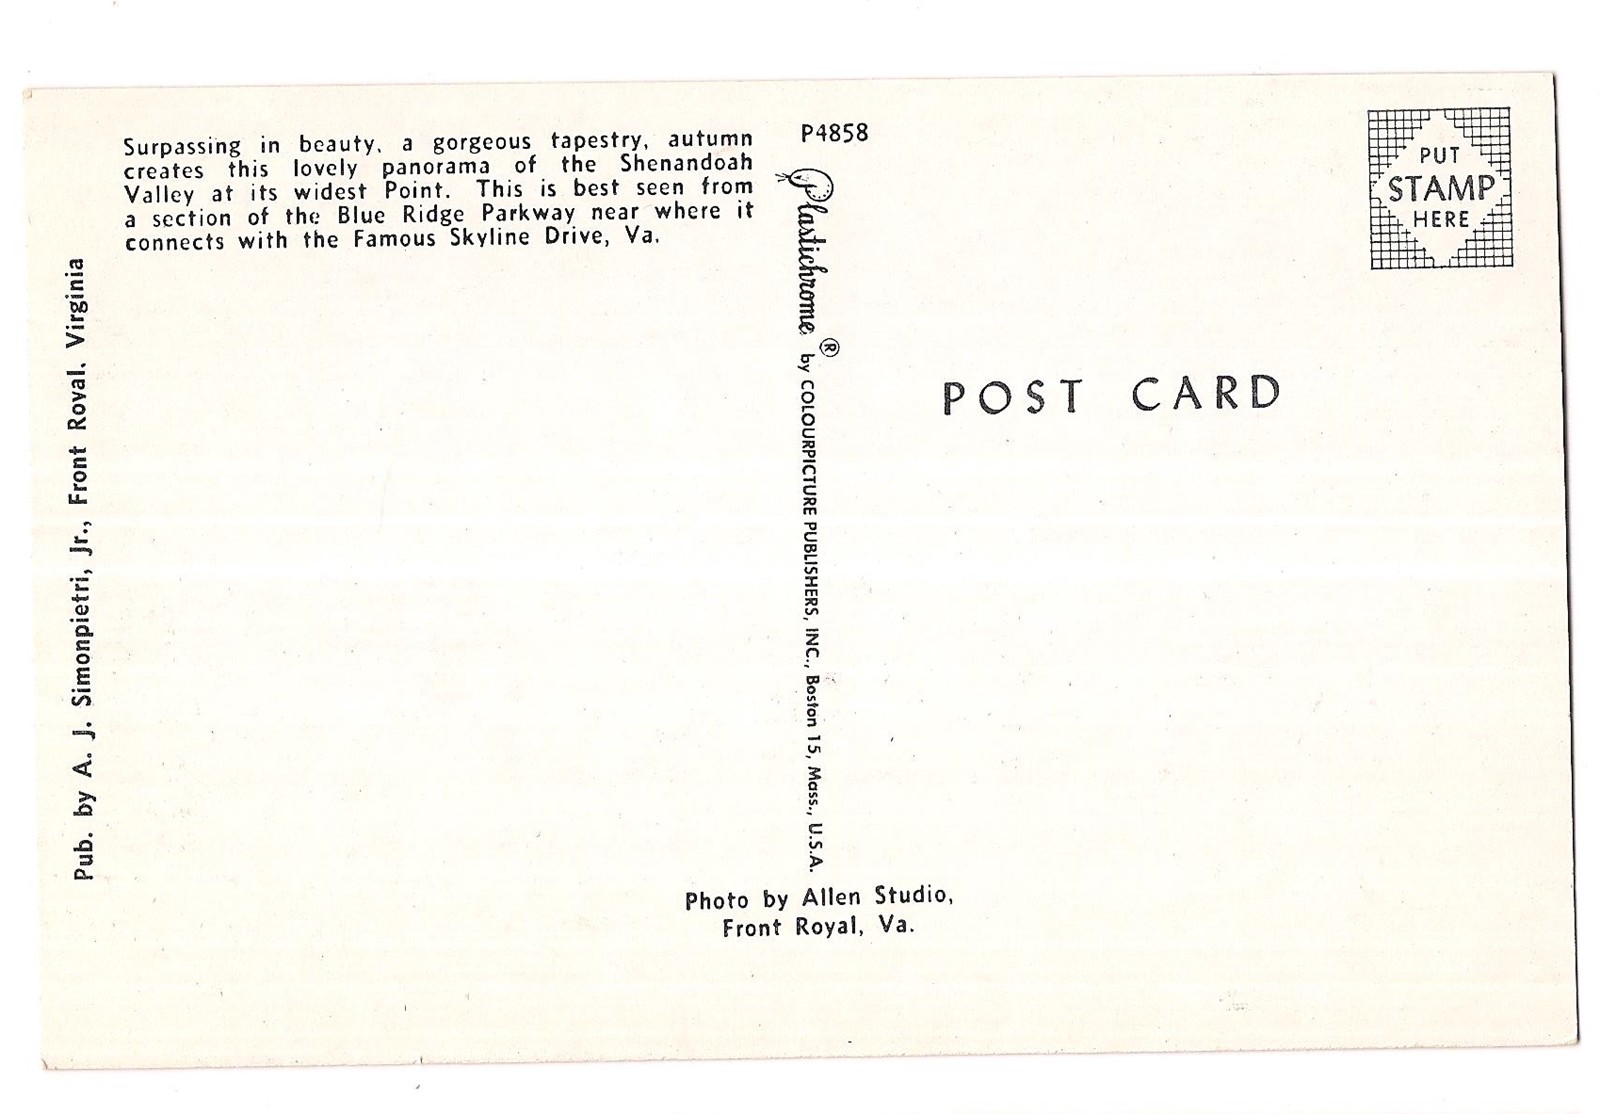 Surpassing in beauty, a gorgeous tapestry, autumn
creates this lovely panorama of the Shenandoah
Valley at its widest Point. This is best seen from
a section of the Blue Ridge Parkway near where it
connects with the Famous Skyline Drive, Va.
Pub. by A. J. Simonpietri, Jr., Front Royal, Virginia
P4858
Plastichrome ® by COLOURPICTURE PUBLISHERS, INC., Boston 15, Mass., U.S.A.
PUT
STAMP
HERE
POST CARD
Photo by Allen Studio,
Front Royal, Va.